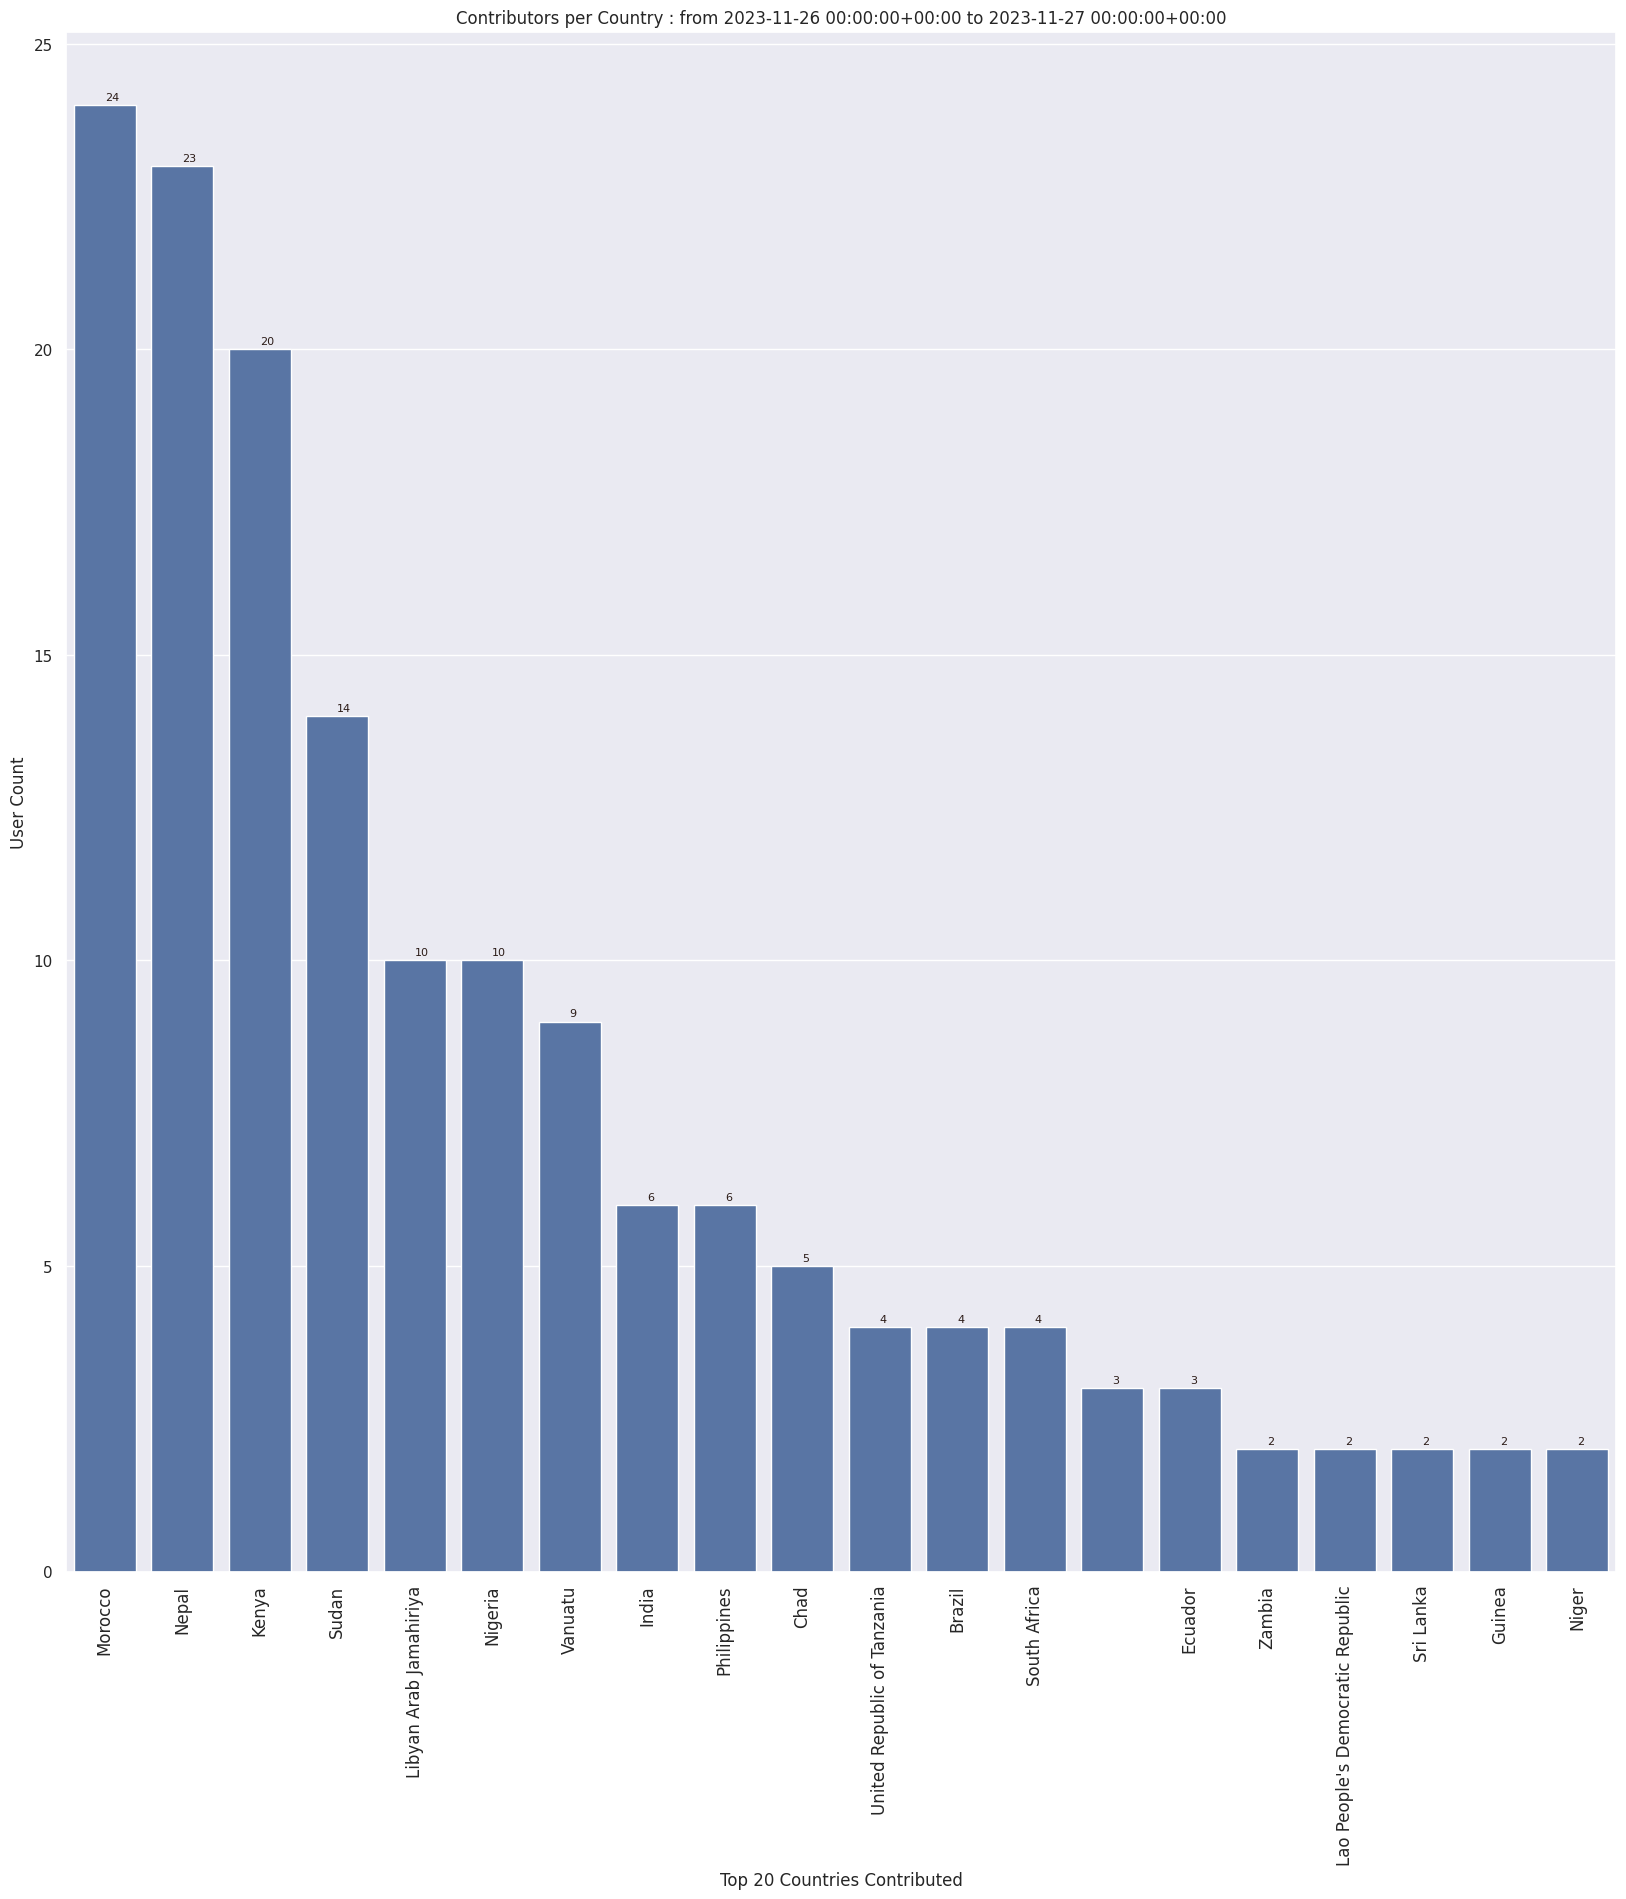 Contributors per Country : from 2023-11-26 00:00:00+00:00 to 2023-11-27 00:00:00+00:00
25
20
15
10
5
0
User Count
24
23
20
14
10
10
9
6
6
5
4
4
4
3
3
2
2
2
2
2
Morocco
Nepal
Kenya
Sudan
Libyan Arab Jamahiriya
Nigeria
Vanuatu
India
Philippines
Chad
United Republic of Tanzania
Brazil
South Africa
Ecuador
Zambia
Lao People's Democratic Republic
Sri Lanka
Guinea
Niger
Top 20 Countries Contributed